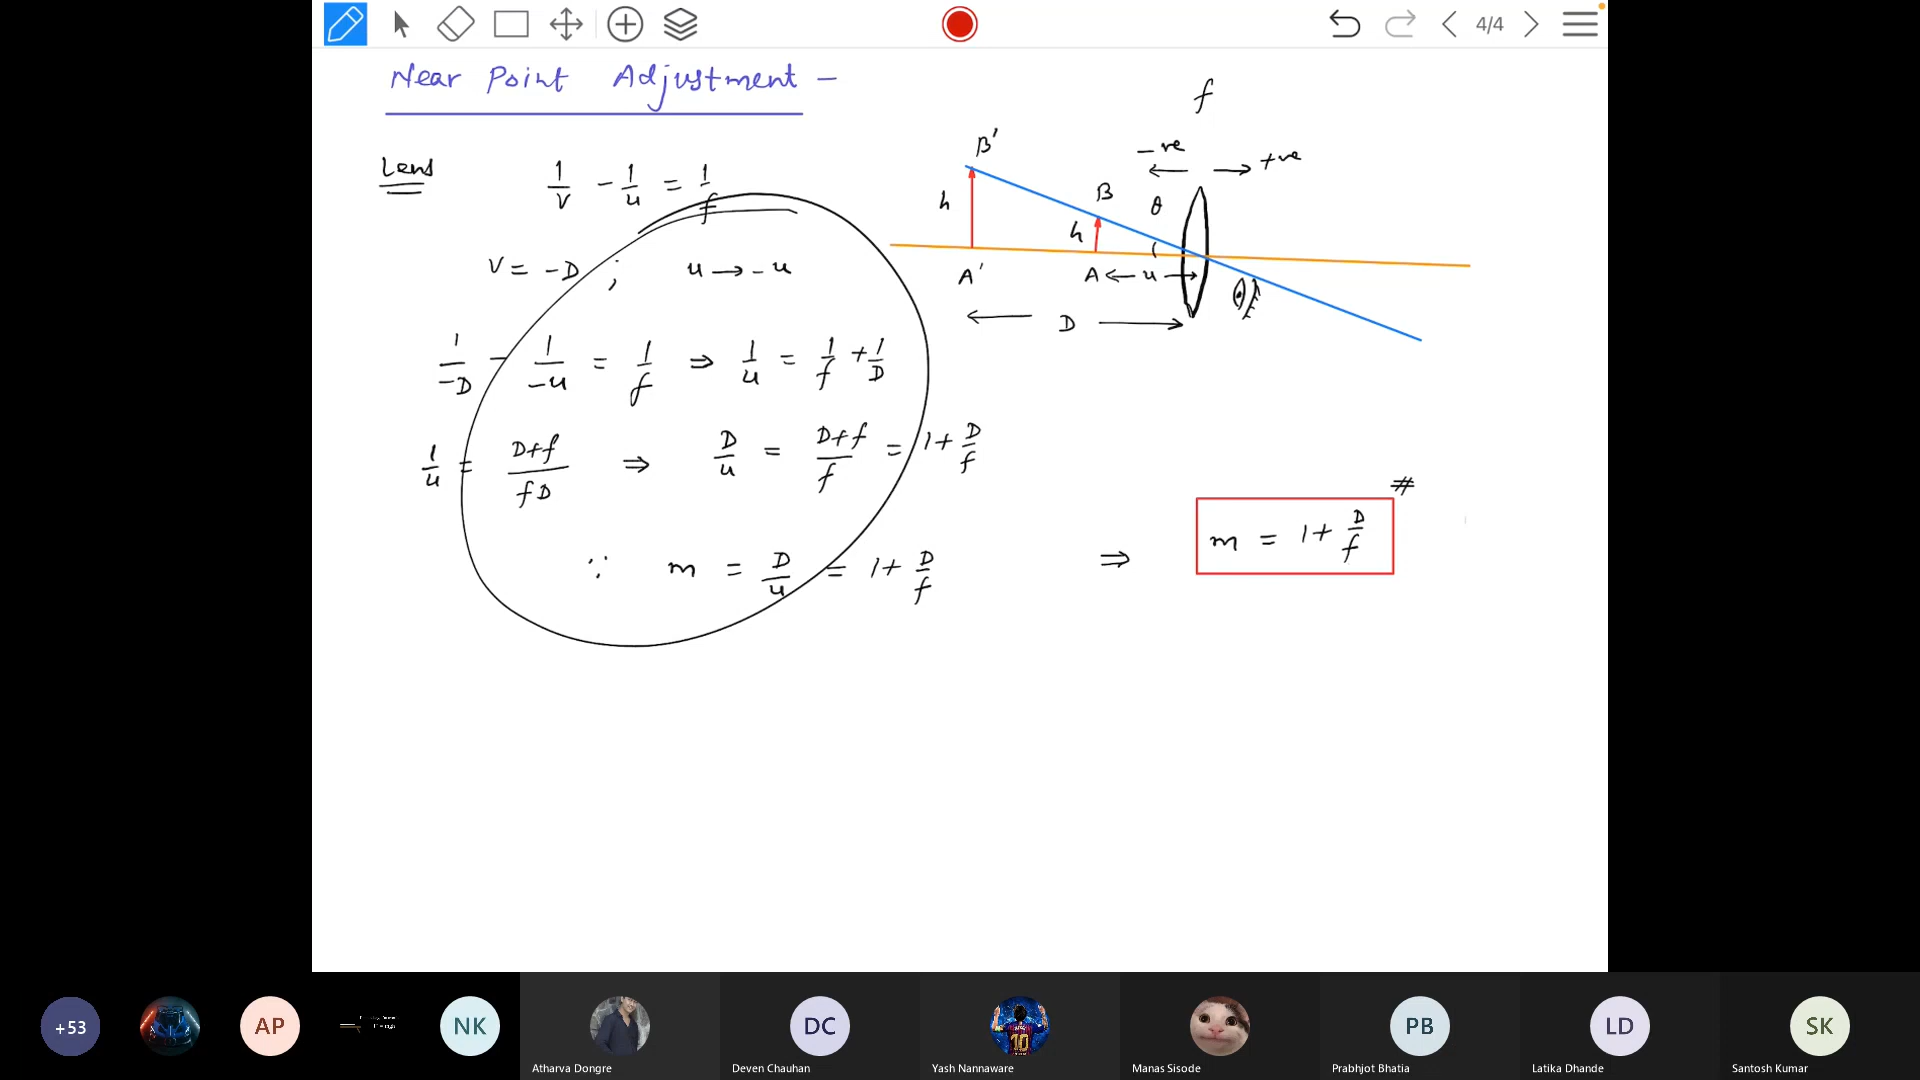 4/4
Near Point Adjustment -
f
Lens
1/v - 1/u = 1/f
B'
-ve
+ve
h
B
θ
h
v = -D ; u → -u
A'
A ← u →
← D →
1/-D - 1/-u = 1/f ⇒ 1/u = 1/f + 1/D
1/u = D+f/fD ⇒ D/u = D+f/f = 1+ D/f
#
∵ m = D/u = 1+ D/f ⇒ m = 1+ D/f
+53
AP
NK
DC
10
PB
LD
SK
Atharva Dongre
Deven Chauhan
Yash Nannaware
Manas Sisode
Prabhjot Bhatia
Latika Dhande
Santosh Kumar